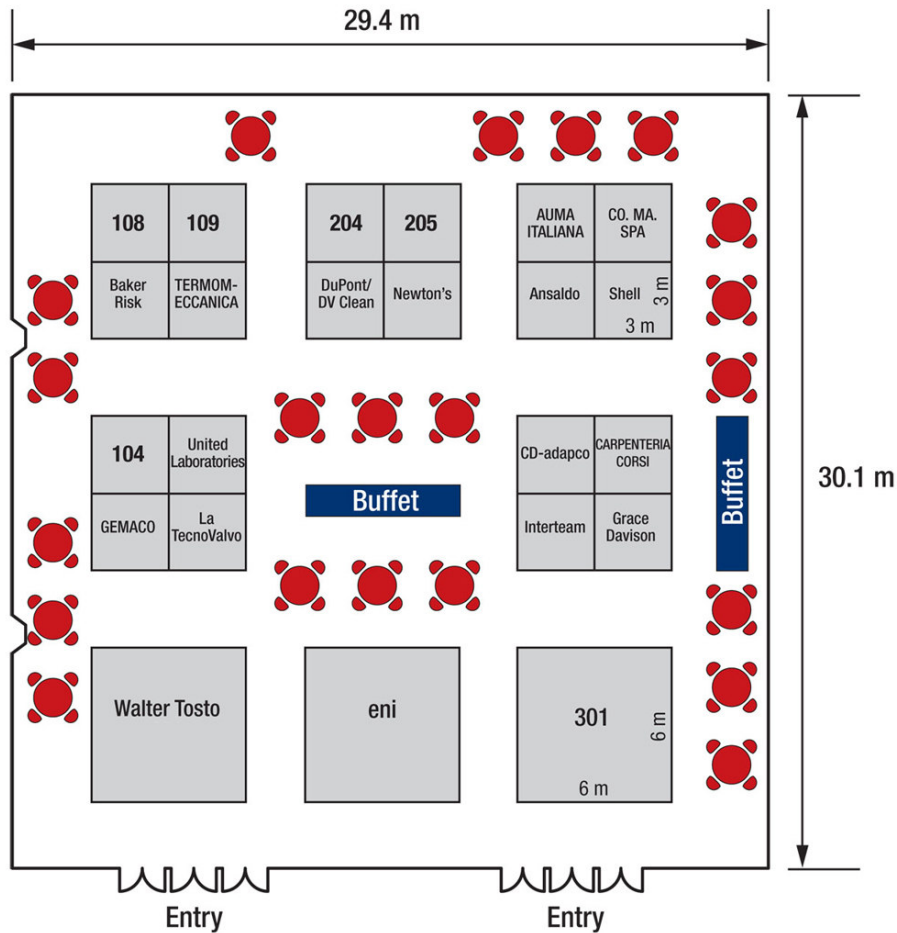 29.4 m
108
109
204
205
AUMA
ITALIANA
CO. MA.
SPA
Baker
Risk
TERMOM-
ECCANICA
DuPont/
DV Clean
Newton's
Ansaldo
Shell
3 m
3 m
104
United
Laboratories
CD-adapco
CARPENTERIA
CORSI
Buffet
30.1 m
Buffet
GEMACO
La
TecnoValvo
Interteam
Grace
Davison
Walter Tosto
eni
301
6 m
6 m
Entry
Entry